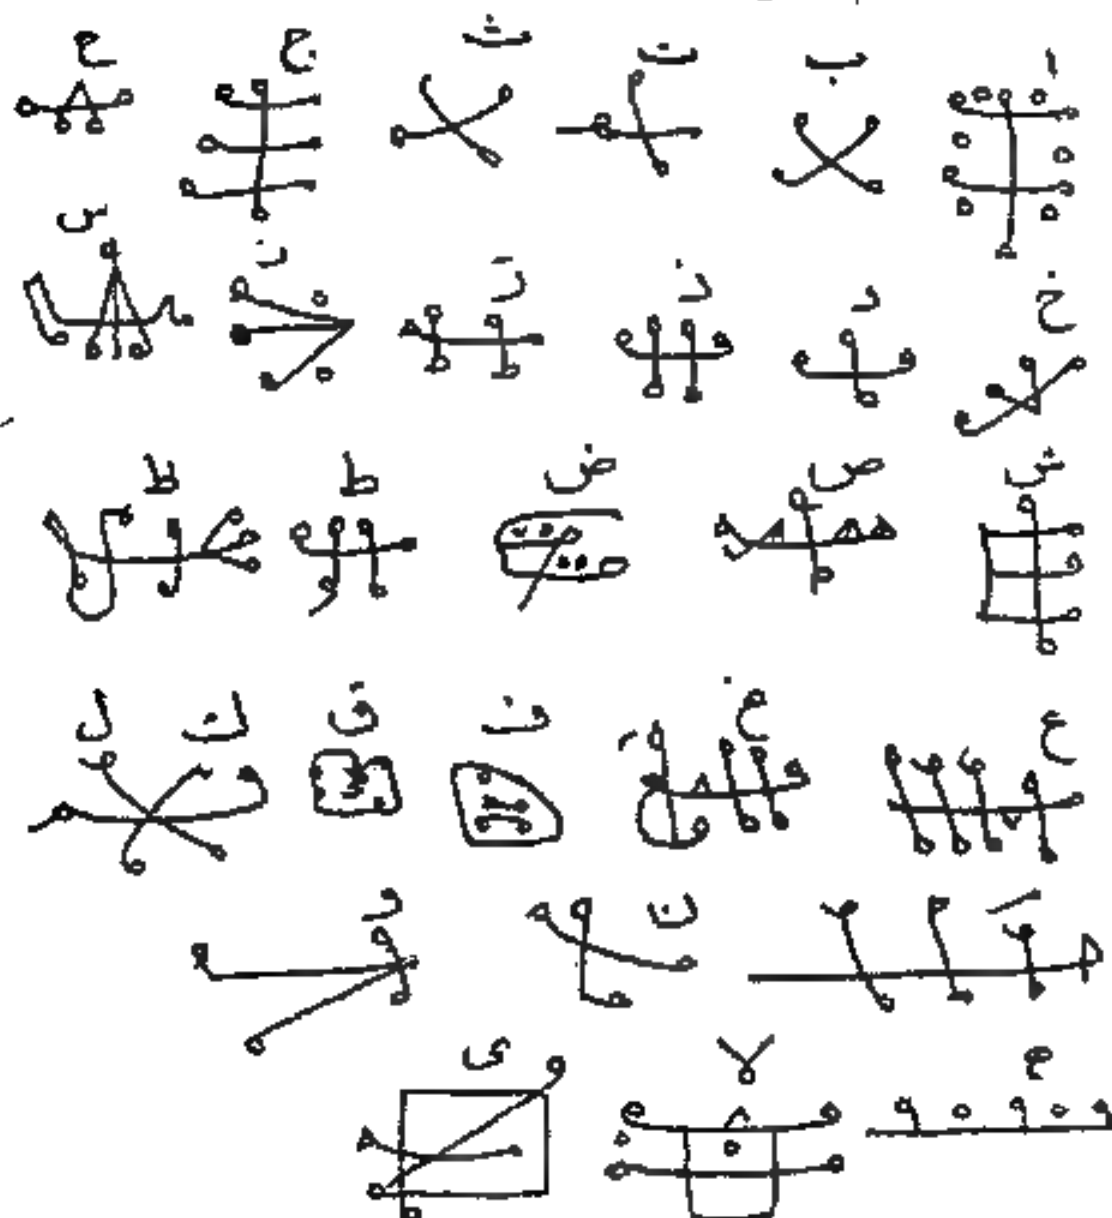 ا ب ت ث ج ح
خ د ذ ر ز س
ش ص ض ط ظ
ع غ ف ق ك ل
م ن و
ه لا ى